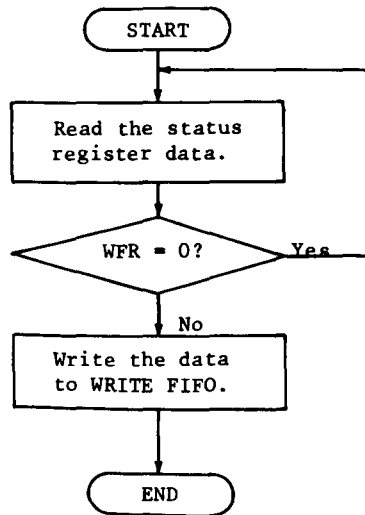 START
Read the status
register data.
WFR = 0?
Yes
No
Write the data
to WRITE FIFO.
END